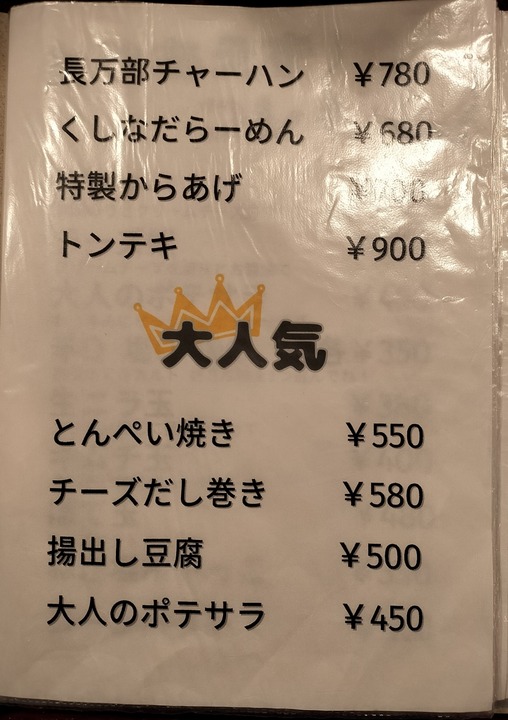 長万部チャーハン ￥780
くしなだらーめん ￥680
特製からあげ
トンテキ ￥900
大人気
とんぺい焼き ￥550
チーズだし巻き ￥580
揚出し豆腐 ￥500
大人のポテサラ ￥450